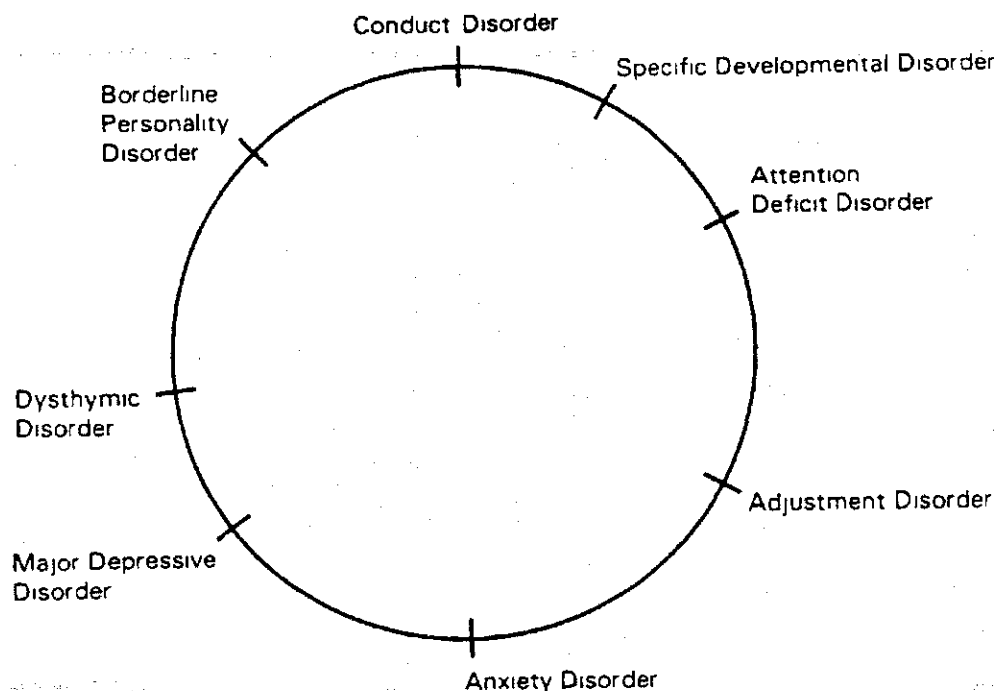 Conduct Disorder
Specific Developmental Disorder
Borderline
Personality
Disorder
Attention
Deficit Disorder
Dysthymic
Disorder
Adjustment Disorder
Major Depressive
Disorder
Anxiety Disorder